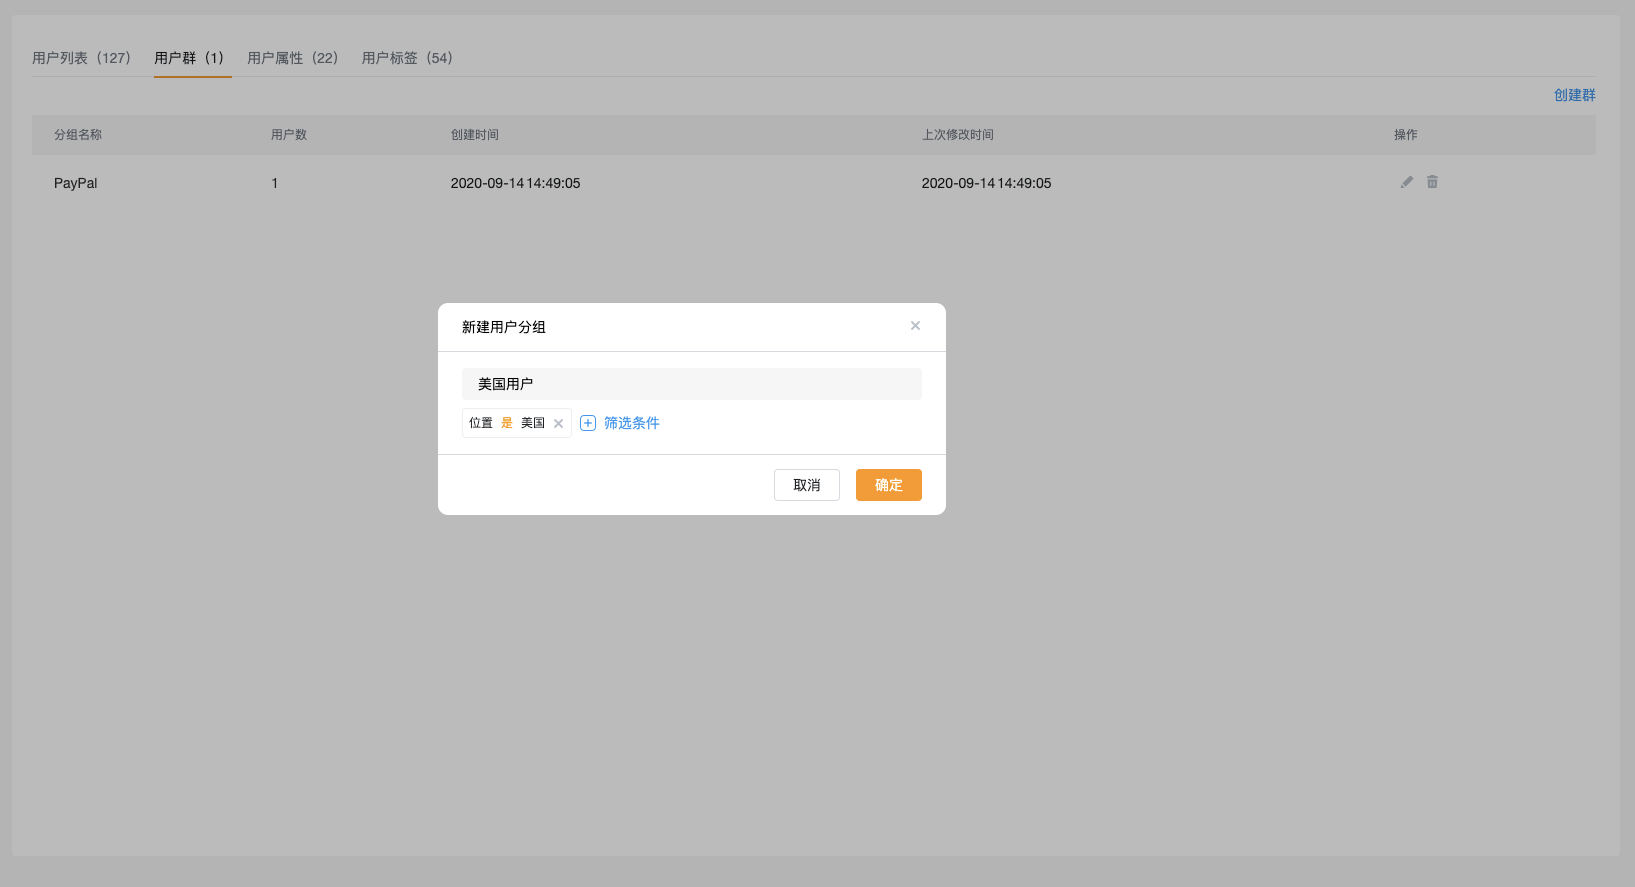 用户列表（127） 用户群（1） 用户属性（22） 用户标签（54）
创建群
分组名称 用户数 创建时间 上次修改时间 操作
PayPal 1 2020-09-14 14:49:05 2020-09-14 14:49:05
新建用户分组
美国用户
位置 是 美国 筛选条件
取消 确定